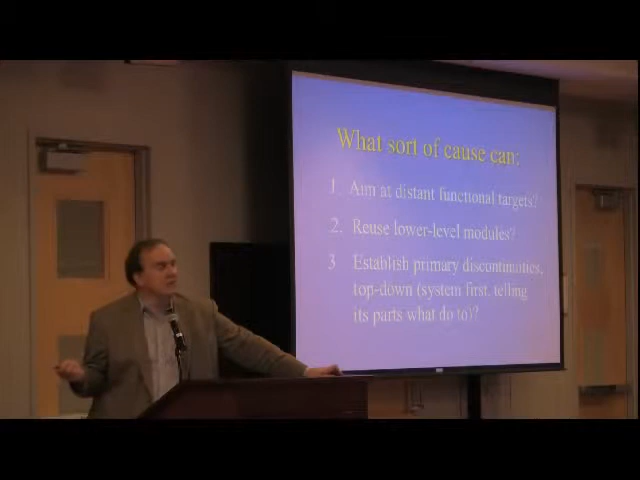 What sort of cause can:
1. Aim at distant functional targets?
2. Reuse lower-level modules?
3 Establish primary discontinuities,
top-down (system first, telling
its parts what do to)?